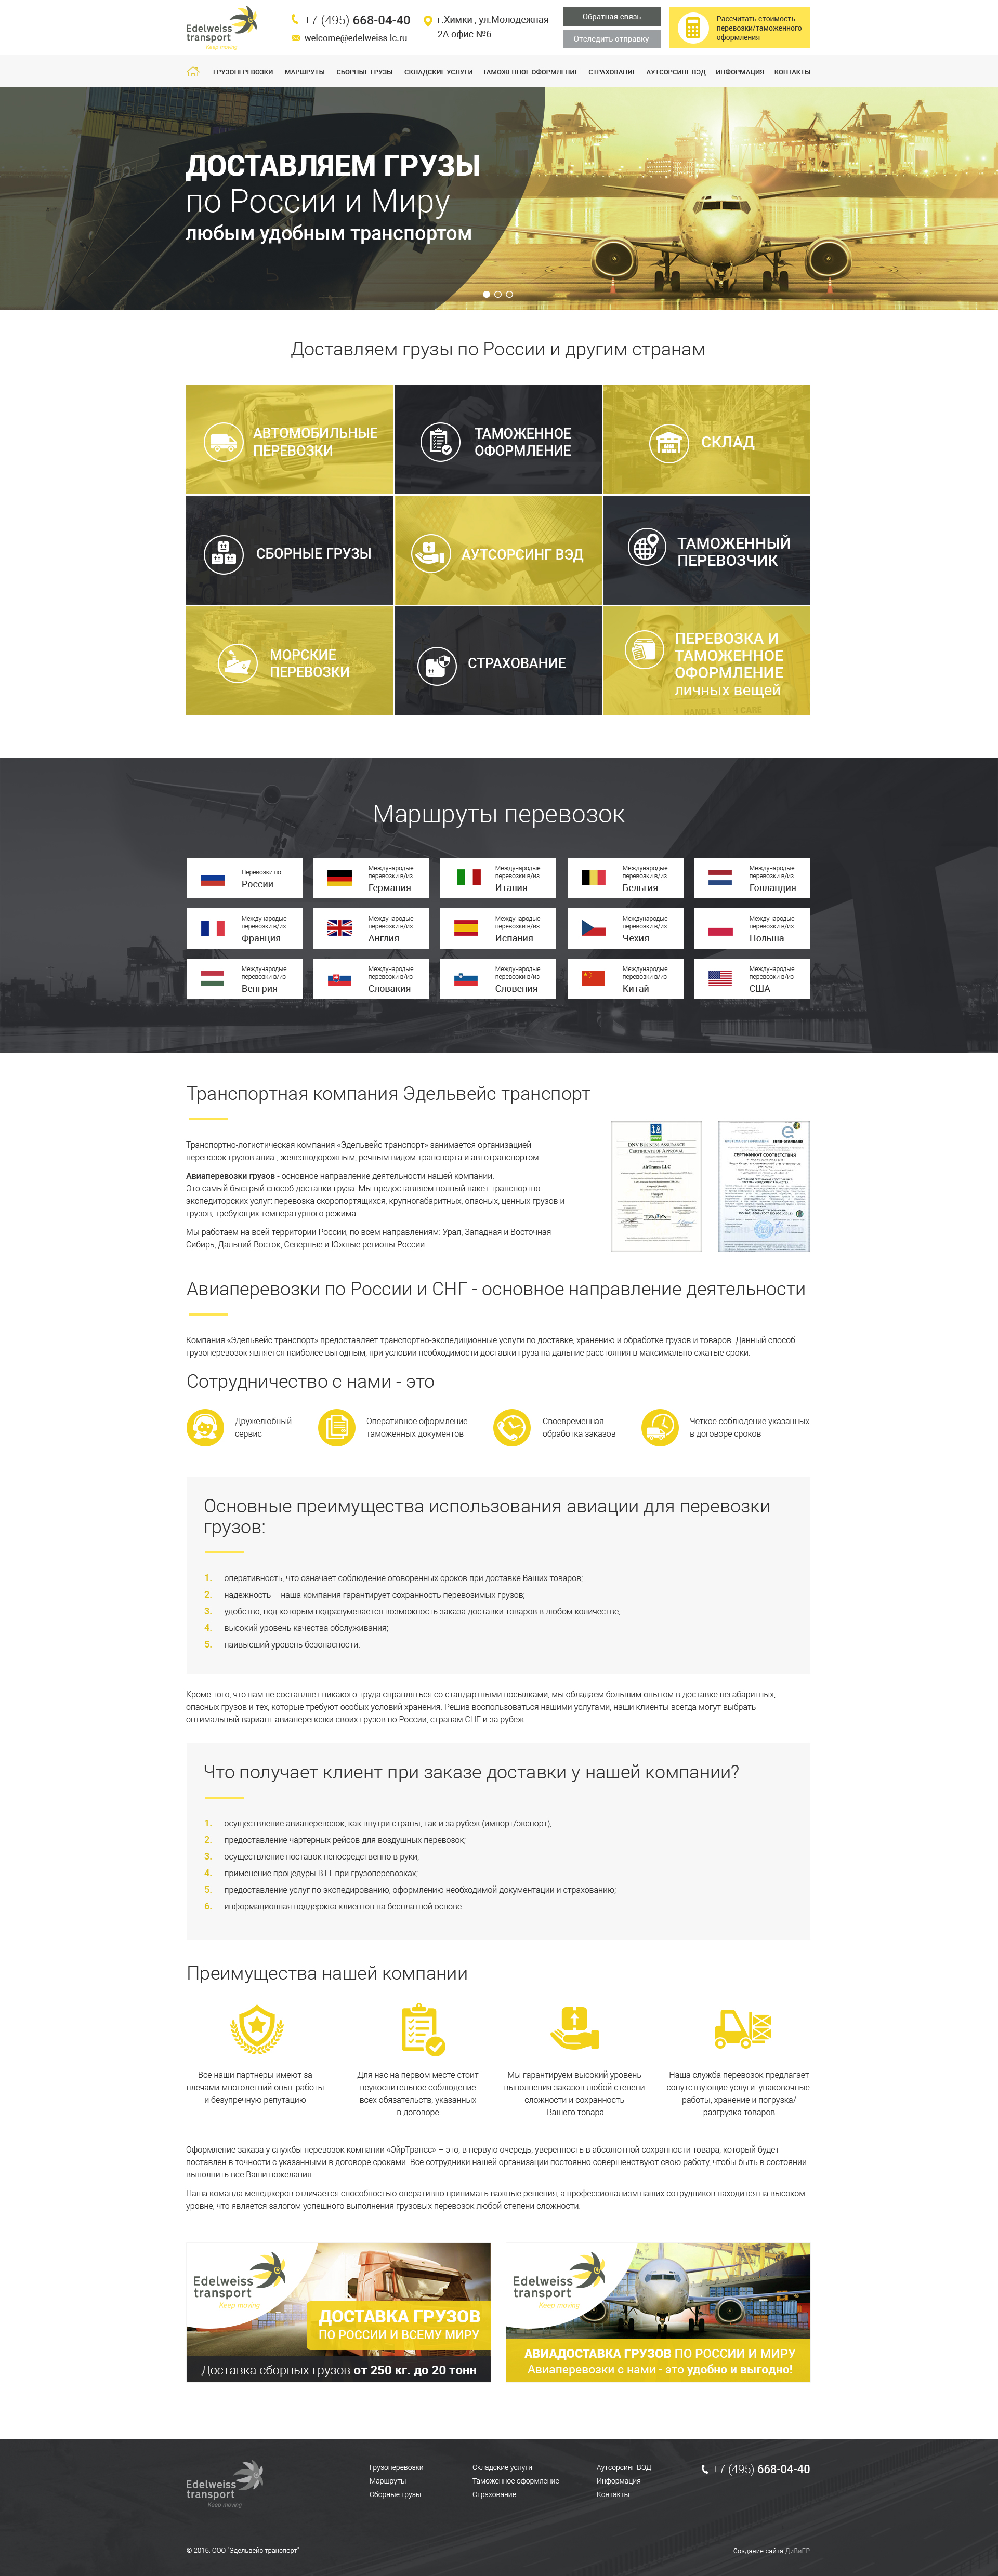 Edelweiss
transport
Keep moving
+7 (495) 668-04-40
welcome@edelweiss-lc.ru
г.Химки , ул.Молодежная
2А офис №6
Обратная связь
Отследить отправку
Рассчитать стоимость
перевозки/таможенного
оформления
ГРУЗОПЕРЕВОЗКИ
МАРШРУТЫ
СБОРНЫЕ ГРУЗЫ
СКЛАДСКИЕ УСЛУГИ
ТАМОЖЕННОЕ ОФОРМЛЕНИЕ
СТРАХОВАНИЕ
АУТСОРСИНГ ВЭД
ИНФОРМАЦИЯ
КОНТАКТЫ
ДОСТАВЛЯЕМ ГРУЗЫ
по России и Миру
любым удобным транспортом
Доставляем грузы по России и другим странам
АВТОМОБИЛЬНЫЕ
ПЕРЕВОЗКИ
ТАМОЖЕННОЕ
ОФОРМЛЕНИЕ
СКЛАД
СБОРНЫЕ ГРУЗЫ
АУТСОРСИНГ ВЭД
ТАМОЖЕННЫЙ
ПЕРЕВОЗЧИК
МОРСКИЕ
ПЕРЕВОЗКИ
СТРАХОВАНИЕ
ПЕРЕВОЗКА И
ТАМОЖЕННОЕ
ОФОРМЛЕНИЕ
личных вещей
Маршруты перевозок
Перевозки по
России
Международые
перевозки в/из
Германия
Международые
перевозки в/из
Италия
Международые
перевозки в/из
Бельгия
Международые
перевозки в/из
Голландия
Международые
перевозки в/из
Франция
Международые
перевозки в/из
Англия
Международые
перевозки в/из
Испания
Международые
перевозки в/из
Чехия
Международые
перевозки в/из
Польша
Международые
перевозки в/из
Венгрия
Международые
перевозки в/из
Словакия
Международые
перевозки в/из
Словения
Международые
перевозки в/из
Китай
Международые
перевозки в/из
США
Транспортная компания Эдельвейс транспорт
Транспортно-логистическая компания «Эдельвейс транспорт» занимается организацией
перевозок грузов авиа-, железнодорожным, речным видом транспорта и автотранспортом.
Авиаперевозки грузов - основное направление деятельности нашей компании.
Это самый быстрый способ доставки груза. Мы предоставляем полный пакет транспортно-
экспедиторских услуг: перевозка скоропортящихся, крупногабаритных, опасных, ценных грузов и
грузов, требующих температурного режима.
Мы работаем на всей территории России, по всем направлениям: Урал, Западная и Восточная
Сибирь, Дальний Восток, Северные и Южные регионы России.
DNV Business Assurance
Certificate of Approval
AirTrans LLC
СЕРТИФИКАТ СООТВЕТСТВИЯ
Авиаперевозки по России и СНГ - основное направление деятельности
Компания «Эдельвейс транспорт» предоставляет транспортно-экспедиционные услуги по доставке, хранению и обработке грузов и товаров. Данный способ
грузоперевозок является наиболее выгодным, при условии необходимости доставки груза на дальние расстояния в максимально сжатые сроки.
Сотрудничество с нами - это
Дружелюбный
сервис
Оперативное оформление
таможенных документов
Своевременная
обработка заказов
Четкое соблюдение указанных
в договоре сроков
Основные преимущества использования авиации для перевозки
грузов:
1. оперативность, что означает соблюдение оговоренных сроков при доставке Ваших товаров;
2. надежность – наша компания гарантирует сохранность перевозимых грузов;
3. удобство, под которым подразумевается возможность заказа доставки товаров в любом количестве;
4. высокий уровень качества обслуживания;
5. наивысший уровень безопасности.
Кроме того, что нам не составляет никакого труда справляться со стандартными посылками, мы обладаем большим опытом в доставке негабаритных,
опасных грузов и тех, которые требуют особых условий хранения. Решив воспользоваться нашими услугами, наши клиенты всегда могут выбрать
оптимальный вариант авиаперевозки своих грузов по России, странам СНГ и за рубеж.
Что получает клиент при заказе доставки у нашей компании?
1. осуществление авиаперевозок, как внутри страны, так и за рубеж (импорт/экспорт);
2. предоставление чартерных рейсов для воздушных перевозок;
3. осуществление поставок непосредственно в руки;
4. применение процедуры ВТТ при грузоперевозках;
5. предоставление услуг по экспедированию, оформлению необходимой документации и страхованию;
6. информационная поддержка клиентов на бесплатной основе.
Преимущества нашей компании
Все наши партнеры имеют за
плечами многолетний опыт работы
и безупречную репутацию
Для нас на первом месте стоит
неукоснительное соблюдение
всех обязательств, указанных
в договоре
Мы гарантируем высокий уровень
выполнения заказов любой степени
сложности и сохранность
Вашего товара
Наша служба перевозок предлагает
сопутствующие услуги: упаковочные
работы, хранение и погрузка/
разгрузка товаров
Оформление заказа у службы перевозок компании «ЭйрТрансс» – это, в первую очередь, уверенность в абсолютной сохранности товара, который будет
поставлен в точности с указанными в договоре сроками. Все сотрудники нашей организации постоянно совершенствуют свою работу, чтобы быть в состоянии
выполнить все Ваши пожелания.
Наша команда менеджеров отличается способностью оперативно принимать важные решения, а профессионализм наших сотрудников находится на высоком
уровне, что является залогом успешного выполнения грузовых перевозок любой степени сложности.
Edelweiss
transport
Keep moving
ДОСТАВКА ГРУЗОВ
ПО РОССИИ И ВСЕМУ МИРУ
Доставка сборных грузов от 250 кг. до 20 тонн
Edelweiss
transport
Keep moving
АВИАДОСТАВКА ГРУЗОВ ПО РОССИИ И МИРУ
Авиаперевозки с нами - это удобно и выгодно!
Edelweiss
transport
Keep moving
Грузоперевозки
Маршруты
Сборные грузы
Складские услуги
Таможенное оформление
Страхование
Аутсорсинг ВЭД
Информация
Контакты
+7 (495) 668-04-40
© 2016. ООО "Эдельвейс транспорт"
Создание сайта ДиВиЕР